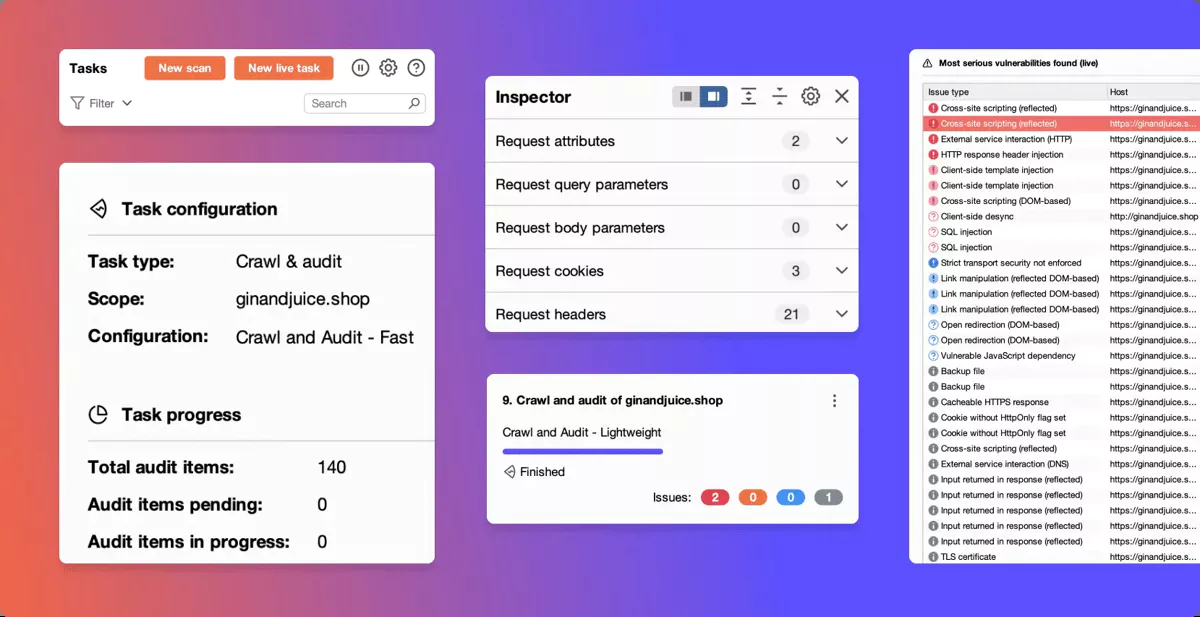 Tasks
New scan
New live task
Filter
Search
Task configuration
Task type: Crawl & audit
Scope: ginandjuice.shop
Configuration: Crawl and Audit - Fast
Task progress
Total audit items: 140
Audit items pending: 0
Audit items in progress: 0
Inspector
Request attributes 2
Request query parameters 0
Request body parameters 0
Request cookies 3
Request headers 21
9. Crawl and audit of ginandjuice.shop
Crawl and Audit - Lightweight
Finished
Issues: 2 0 0 1
Most serious vulnerabilities found (live)
Issue type Host
Cross-site scripting (reflected) https://ginandjuice.s...
Cross-site scripting (reflected) https://ginandjuice.s...
External service interaction (HTTP) https://ginandjuice.s...
HTTP response header injection https://ginandjuice.s...
Client-side template injection https://ginandjuice.s...
Client-side template injection https://ginandjuice.s...
Cross-site scripting (DOM-based) https://ginandjuice.s...
Client-side desync http://ginandjuice.shop
SQL injection https://ginandjuice.s...
SQL injection https://ginandjuice.s...
Strict transport security not enforced https://ginandjuice.s...
Link manipulation (reflected DOM-based) https://ginandjuice.s...
Link manipulation (reflected DOM-based) https://ginandjuice.s...
Link manipulation (reflected DOM-based) https://ginandjuice.s...
Open redirection (DOM-based) https://ginandjuice.s...
Open redirection (DOM-based) https://ginandjuice.s...
Vulnerable JavaScript dependency https://ginandjuice.s...
Backup file https://ginandjuice.s...
Backup file https://ginandjuice.s...
Cacheable HTTPS response https://ginandjuice.s...
Cookie without HttpOnly flag set https://ginandjuice.s...
Cookie without HttpOnly flag set https://ginandjuice.s...
Cross-site scripting (reflected) https://ginandjuice.s...
External service interaction (DNS) https://ginandjuice.s...
Input returned in response (reflected) https://ginandjuice.s...
Input returned in response (reflected) https://ginandjuice.s...
Input returned in response (reflected) https://ginandjuice.s...
Input returned in response (reflected) https://ginandjuice.s...
Input returned in response (reflected) https://ginandjuice.s...
TLS certificate https://ginandjuice.s...